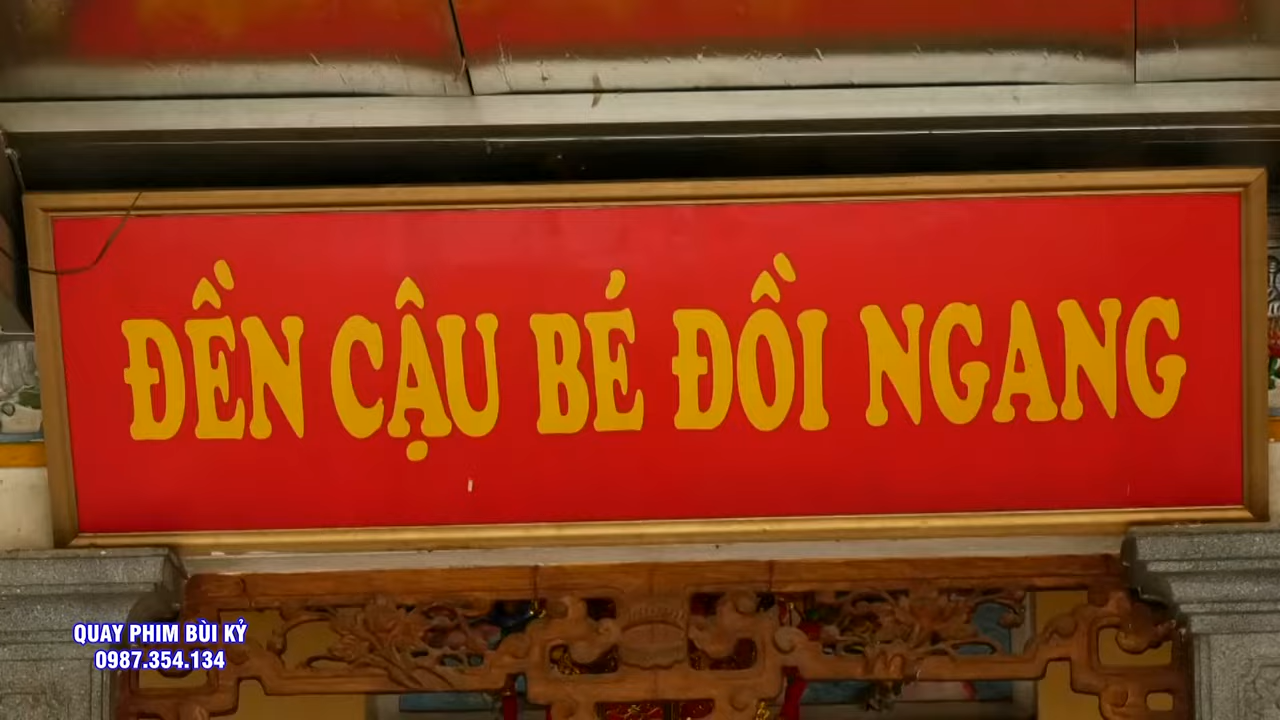 ĐỀN CẬU BÉ ĐỒI NGANG
QUAY PHIM BÙI KỶ
0987.354.134